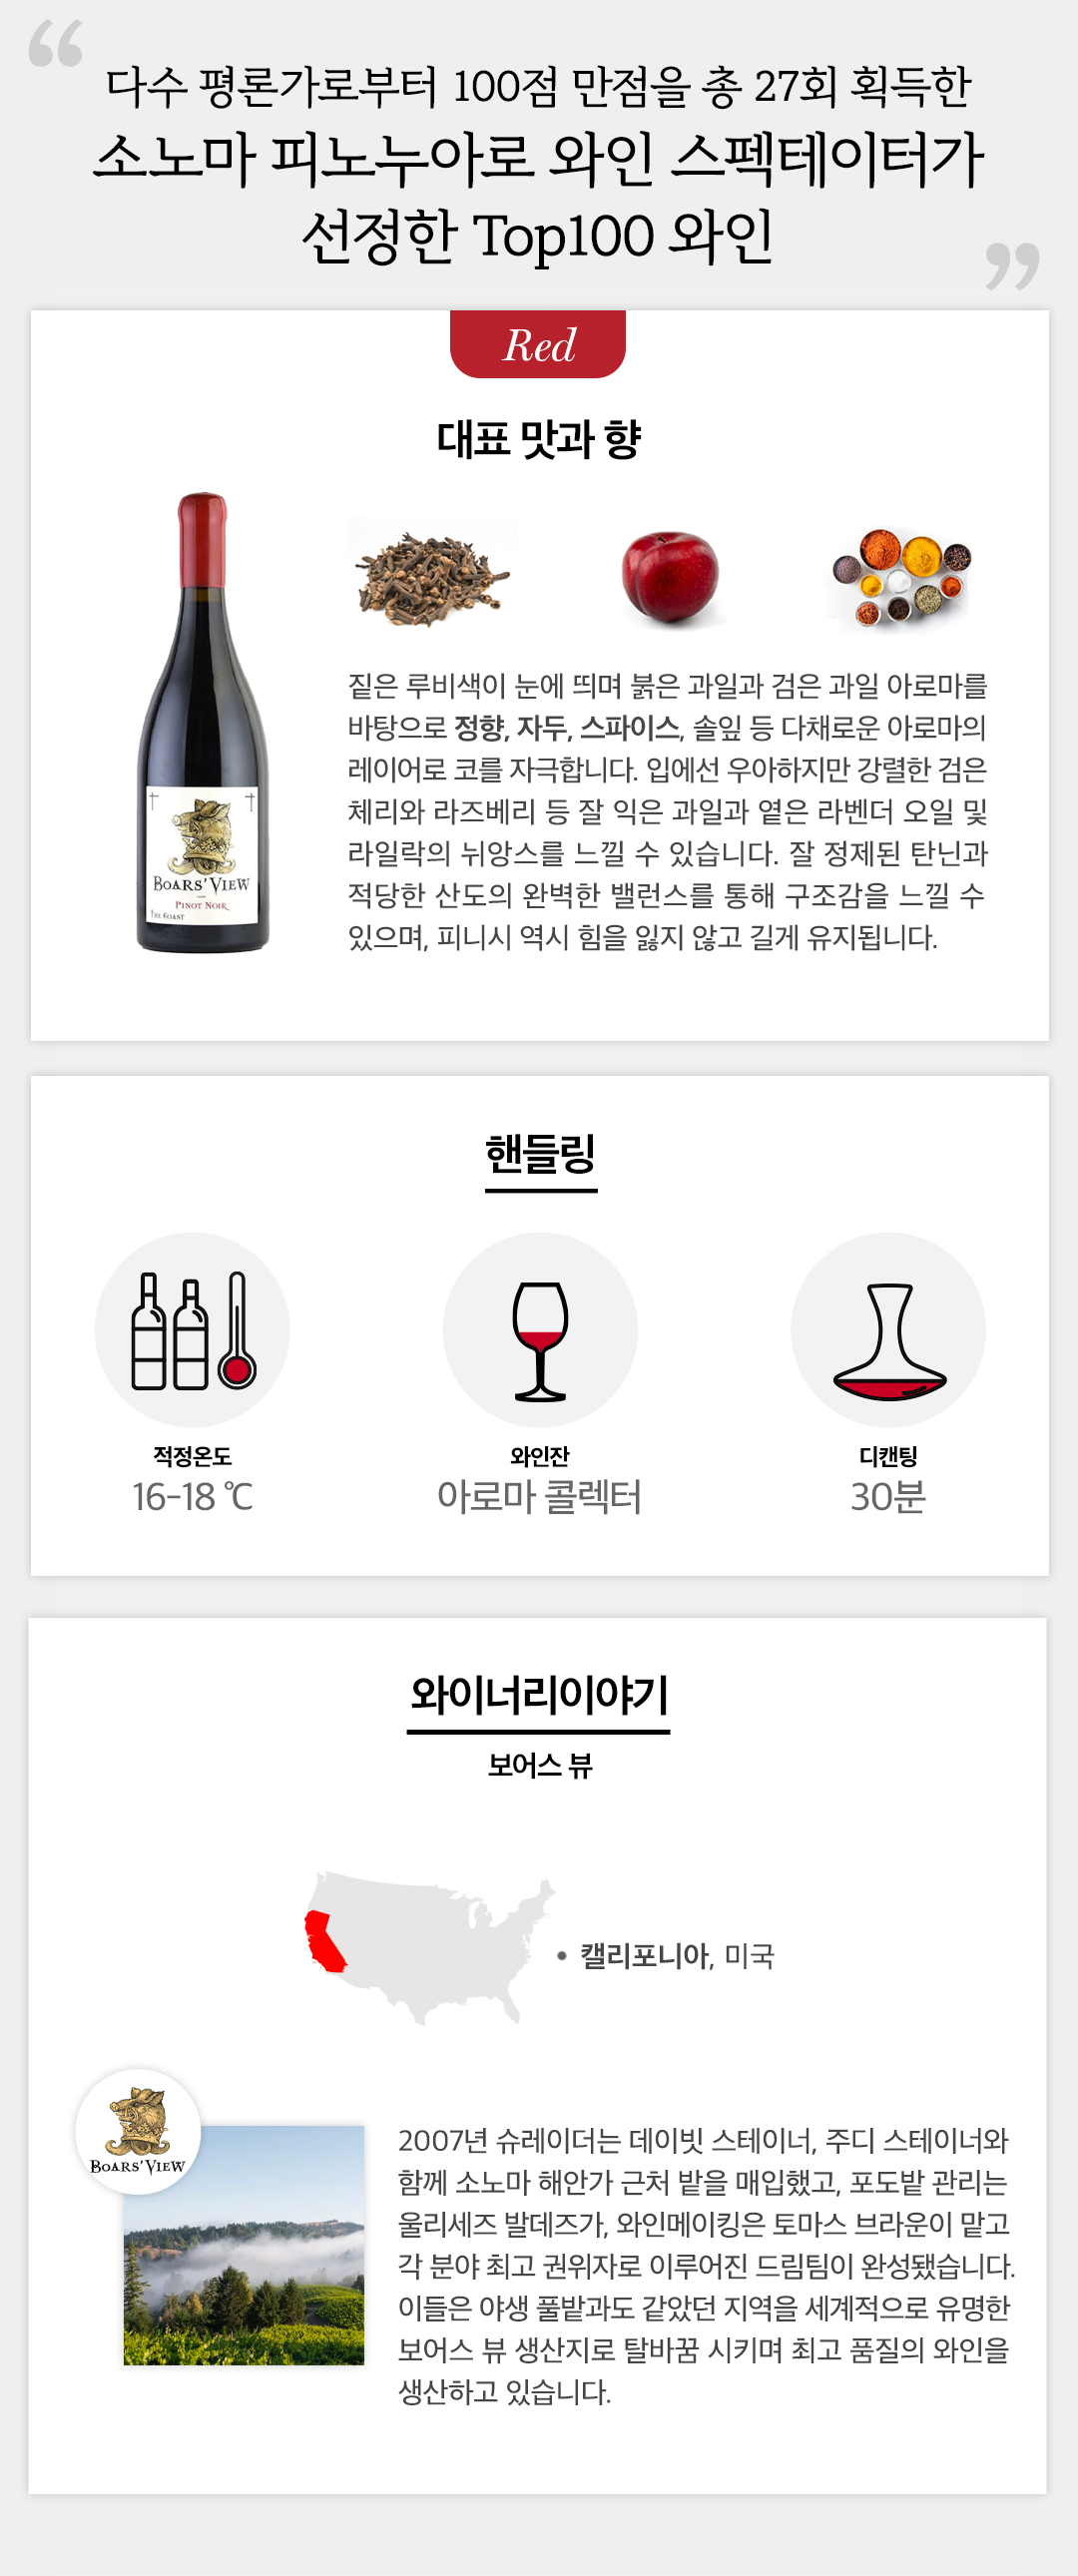 “
다수 평론가로부터 100점 만점을 총 27회 획득한
소노마 피노누아로 와인 스펙테이터가
선정한 Top100 와인
”
Red
대표 맛과 향
BOARS' VIEW
PINOT NOIR
THE COAST
짙은 루비색이 눈에 띄며 붉은 과일과 검은 과일 아로마를
바탕으로 정향, 자두, 스파이스, 솔잎 등 다채로운 아로마의
레이어로 코를 자극합니다. 입에선 우아하지만 강렬한 검은
체리와 라즈베리 등 잘 익은 과일과 옅은 라벤더 오일 및
라일락의 뉘앙스를 느낄 수 있습니다. 잘 정제된 탄닌과
적당한 산도의 완벽한 밸런스를 통해 구조감을 느낄 수
있으며, 피니시 역시 힘을 잃지 않고 길게 유지됩니다.
핸들링
적정온도
16-18 ℃
와인잔
아로마 콜렉터
디캔팅
30분
와이너리이야기
보어스 뷰
• 캘리포니아, 미국
BOARS' VIEW
2007년 슈레이더는 데이빗 스테이너, 주디 스테이너와
함께 소노마 해안가 근처 밭을 매입했고, 포도밭 관리는
울리세즈 발데즈가, 와인메이킹은 토마스 브라운이 맡고
각 분야 최고 권위자로 이루어진 드림팀이 완성됐습니다.
이들은 야생 풀밭과도 같았던 지역을 세계적으로 유명한
보어스 뷰 생산지로 탈바꿈 시키며 최고 품질의 와인을
생산하고 있습니다.